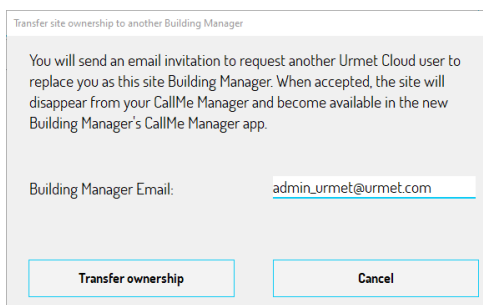 Transfer site ownership to another Building Manager
You will send an email invitation to request another Urmet Cloud user to
replace you as this site Building Manager. When accepted, the site will
disappear from your CallMe Manager and become available in the new
Building Manager's CallMe Manager app.
Building Manager Email: admin_urmet@urmet.com
Transfer ownership Cancel